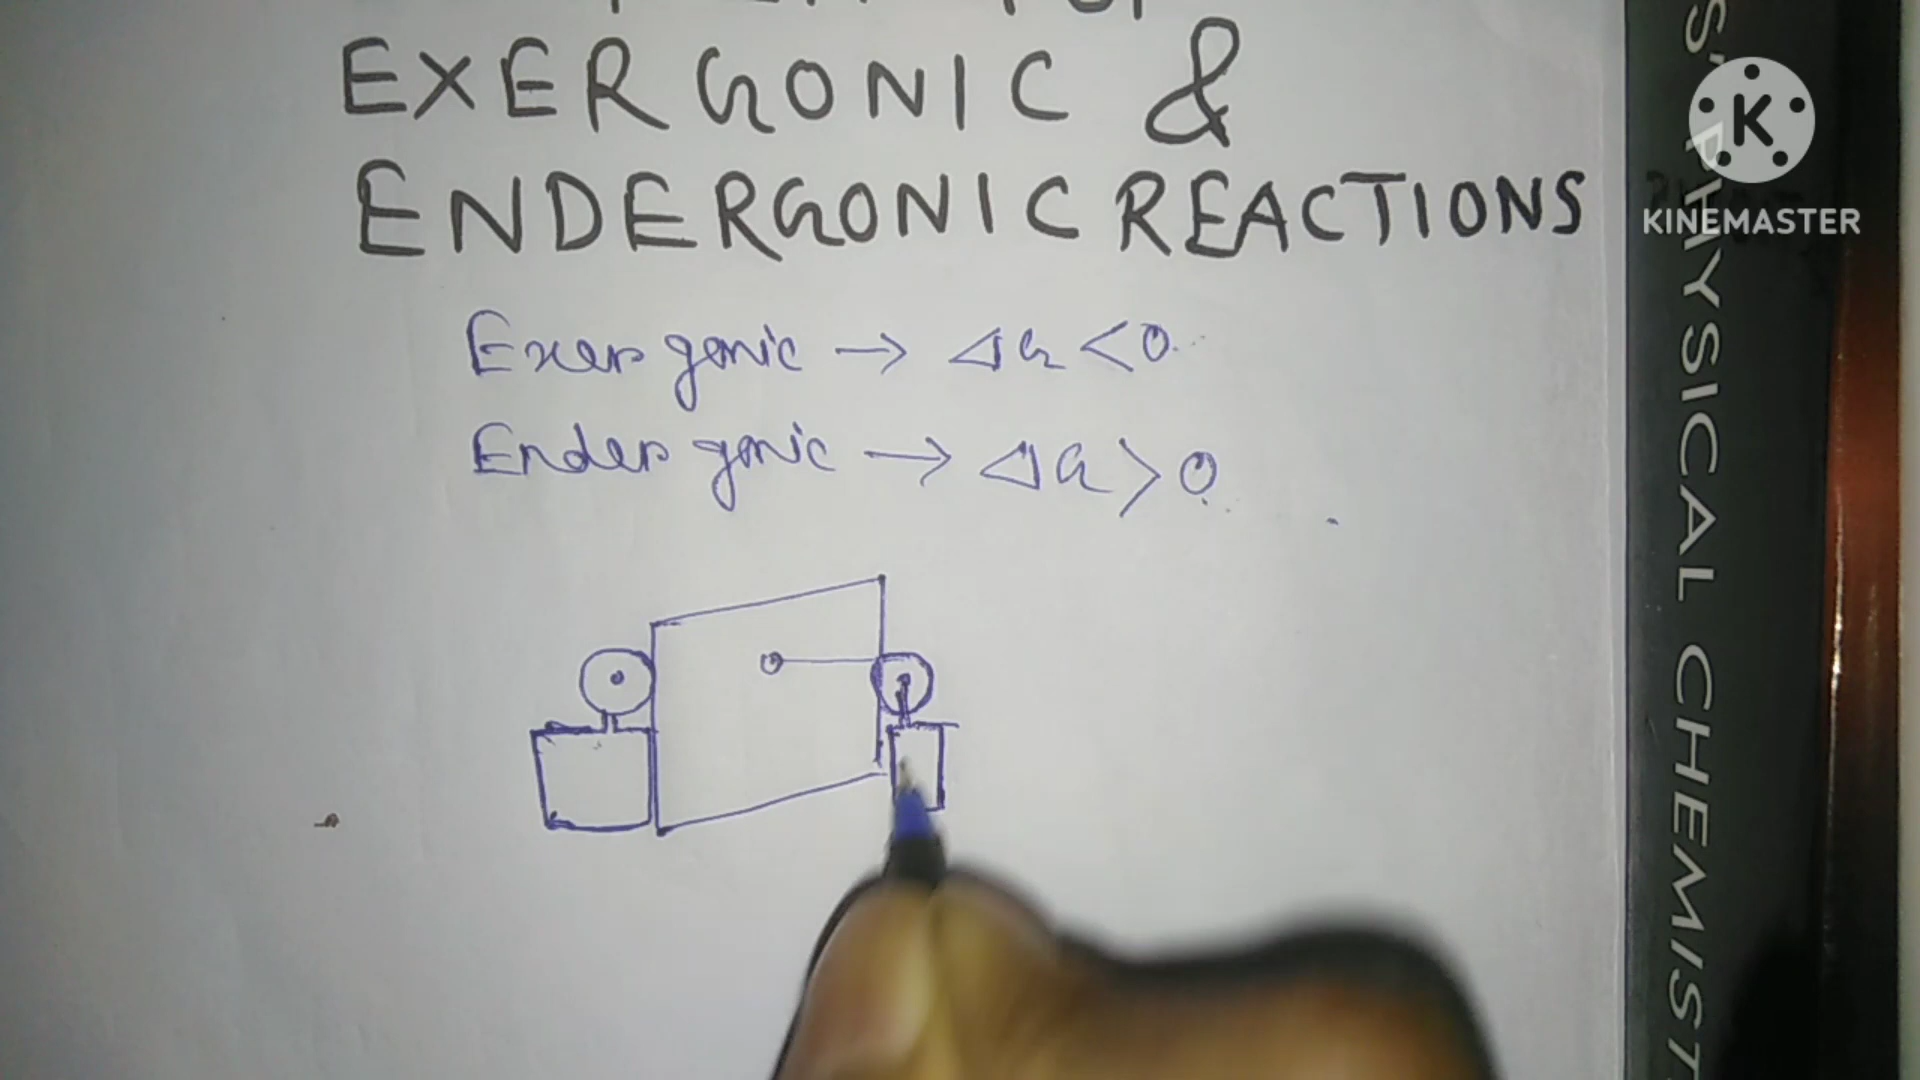 EXERGONIC &
ENDERGONIC REACTIONS
Exergonic → ΔG < 0
Endergonic → ΔG > 0
K
KINEMASTER
S' PHYSICAL CHEMIST